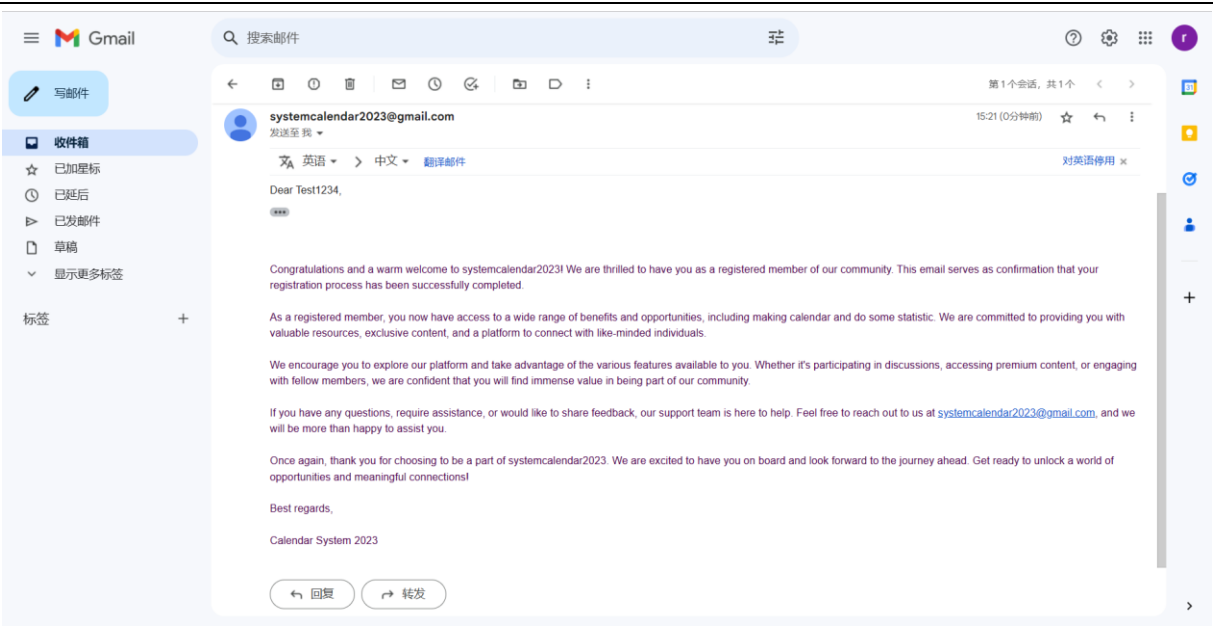 Gmail
搜索邮件
r
写邮件
第1个会话，共1个
31
收件箱
systemcalendar2023@gmail.com
15:21 (0分钟前)
发送至 我
已加星标
英语
中文
翻译邮件
对英语停用 ×
已延后
Dear Test1234,
已发邮件
草稿
显示更多标签
Congratulations and a warm welcome to systemcalendar2023! We are thrilled to have you as a registered member of our community. This email serves as confirmation that your
registration process has been successfully completed.
标签
As a registered member, you now have access to a wide range of benefits and opportunities, including making calendar and do some statistic. We are committed to providing you with
valuable resources, exclusive content, and a platform to connect with like-minded individuals.
We encourage you to explore our platform and take advantage of the various features available to you. Whether it's participating in discussions, accessing premium content, or engaging
with fellow members, we are confident that you will find immense value in being part of our community.
If you have any questions, require assistance, or would like to share feedback, our support team is here to help. Feel free to reach out to us at systemcalendar2023@gmail.com, and we
will be more than happy to assist you.
Once again, thank you for choosing to be a part of systemcalendar2023. We are excited to have you on board and look forward to the journey ahead. Get ready to unlock a world of
opportunities and meaningful connections!
Best regards,
Calendar System 2023
回复
转发